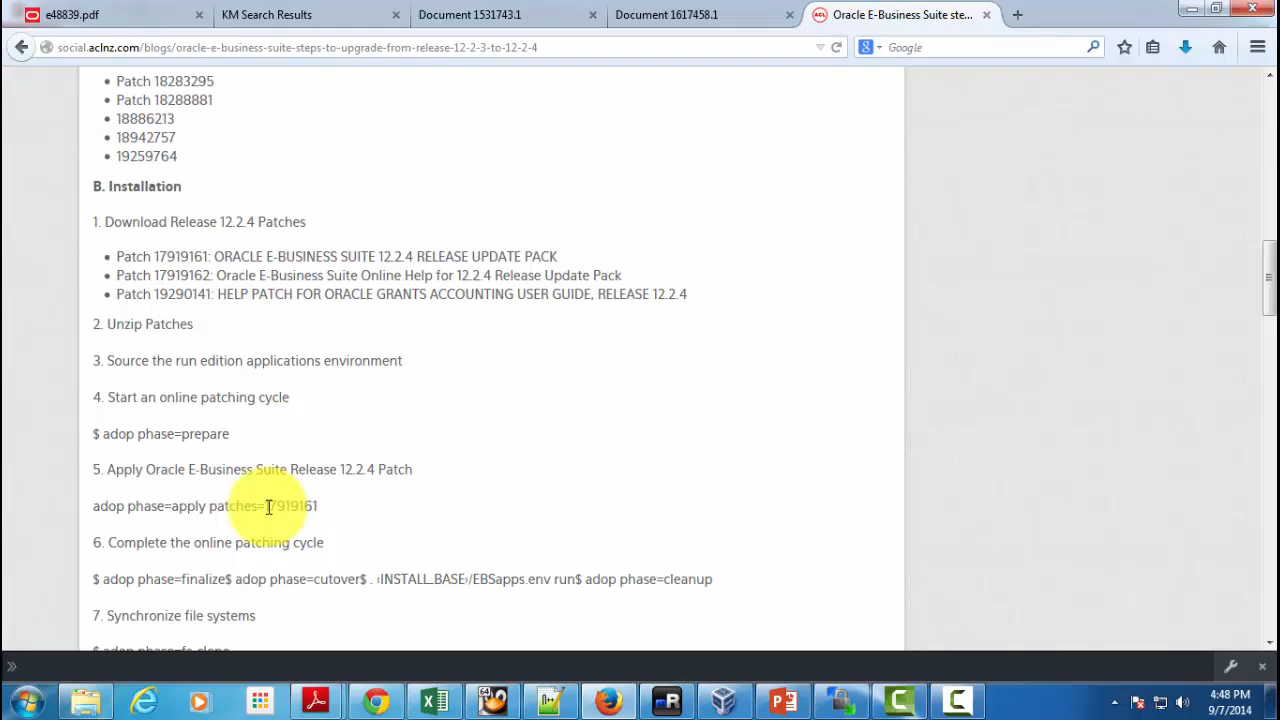 e48839.pdf
KM Search Results
Document 1531743.1
Document 1617458.1
ACL
Oracle E-Business Suite ste...
social.aclnz.com/blogs/oracle-e-business-suite-steps-to-upgrade-from-release-12-2-3-to-12-2-4
Google
Patch 18283295
Patch 18288881
18886213
18942757
19259764
B. Installation
1. Download Release 12.2.4 Patches
Patch 17919161: ORACLE E-BUSINESS SUITE 12.2.4 RELEASE UPDATE PACK
Patch 17919162: Oracle E-Business Suite Online Help for 12.2.4 Release Update Pack
Patch 19290141: HELP PATCH FOR ORACLE GRANTS ACCOUNTING USER GUIDE, RELEASE 12.2.4
2. Unzip Patches
3. Source the run edition applications environment
4. Start an online patching cycle
$ adop phase=prepare
5. Apply Oracle E-Business Suite Release 12.2.4 Patch
adop phase=apply patches=17919161
6. Complete the online patching cycle
$ adop phase=finalize$ adop phase=cutover$ . ‹INSTALL_BASE›/EBSapps.env run$ adop phase=cleanup
7. Synchronize file systems
$ adop phase=fs_clone
4:48 PM
9/7/2014